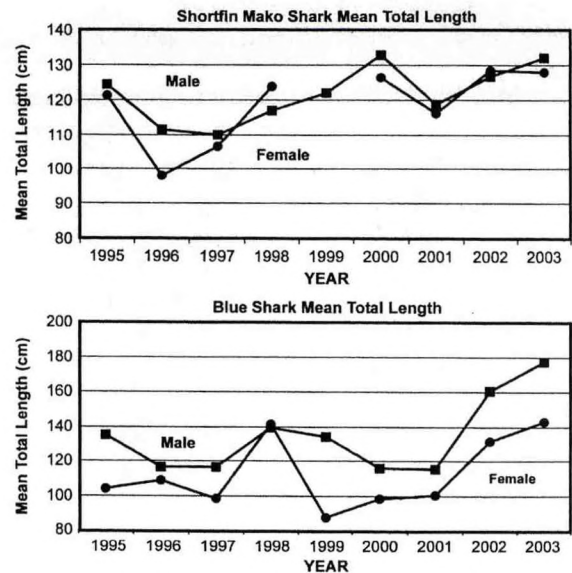 Shortfin Mako Shark Mean Total Length
Mean Total Length (cm)
140
130
120
110
100
90
80
Male
Female
1995 1996 1997 1998 1999 2000 2001 2002 2003
YEAR
Blue Shark Mean Total Length
Mean Total Length (cm)
200
180
160
140
120
100
80
Male
Female
1995 1996 1997 1998 1999 2000 2001 2002 2003
YEAR